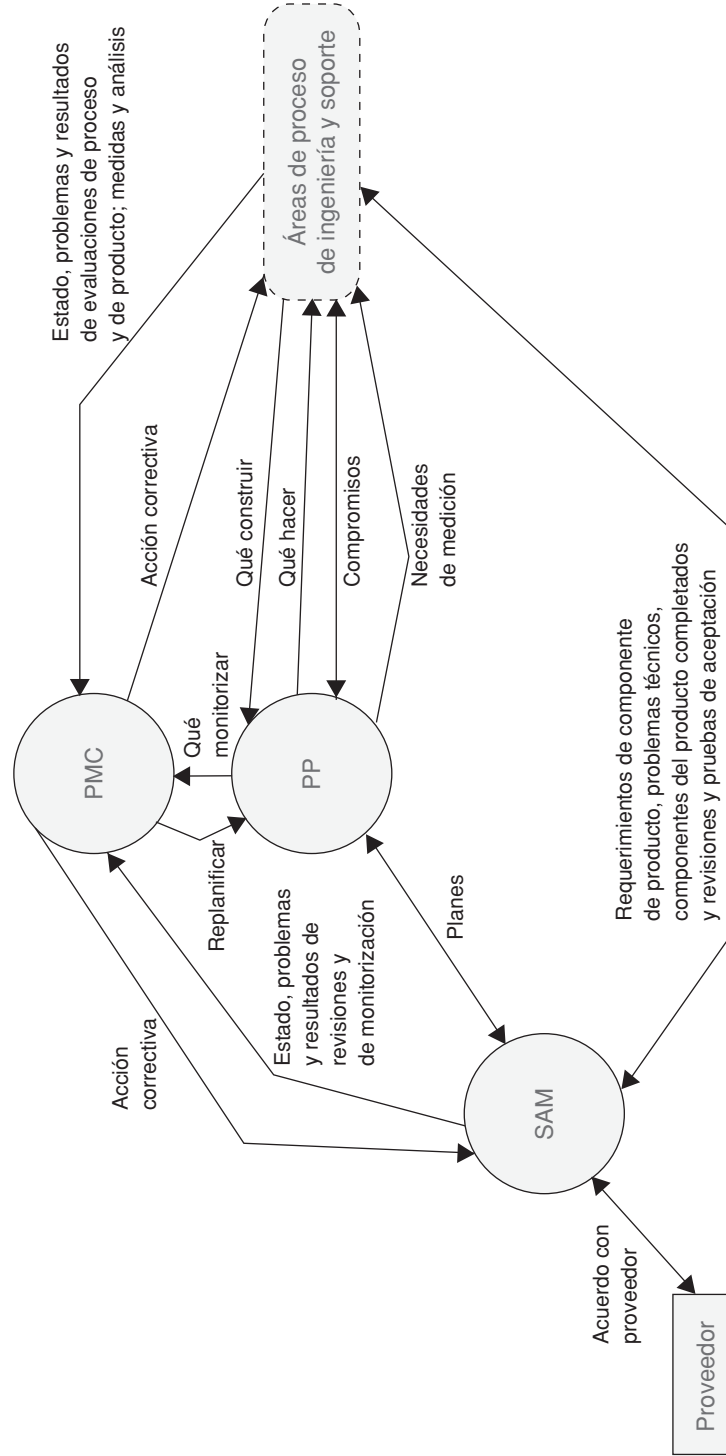 Estado, problemas y resultados
de evaluaciones de proceso
y de producto; medidas y análisis
PMC
Acción correctiva
Áreas de proceso
de ingeniería y soporte
Acción
correctiva
Replanificar
Qué
monitorizar
Qué construir
Qué hacer
Estado, problemas
y resultados de
revisiones y
de monitorización
PP
Compromisos
Necesidades
de medición
Planes
SAM
Acuerdo con
proveedor
Requerimientos de componente
de producto, problemas técnicos,
componentes del producto completados
y revisiones y pruebas de aceptación
Proveedor